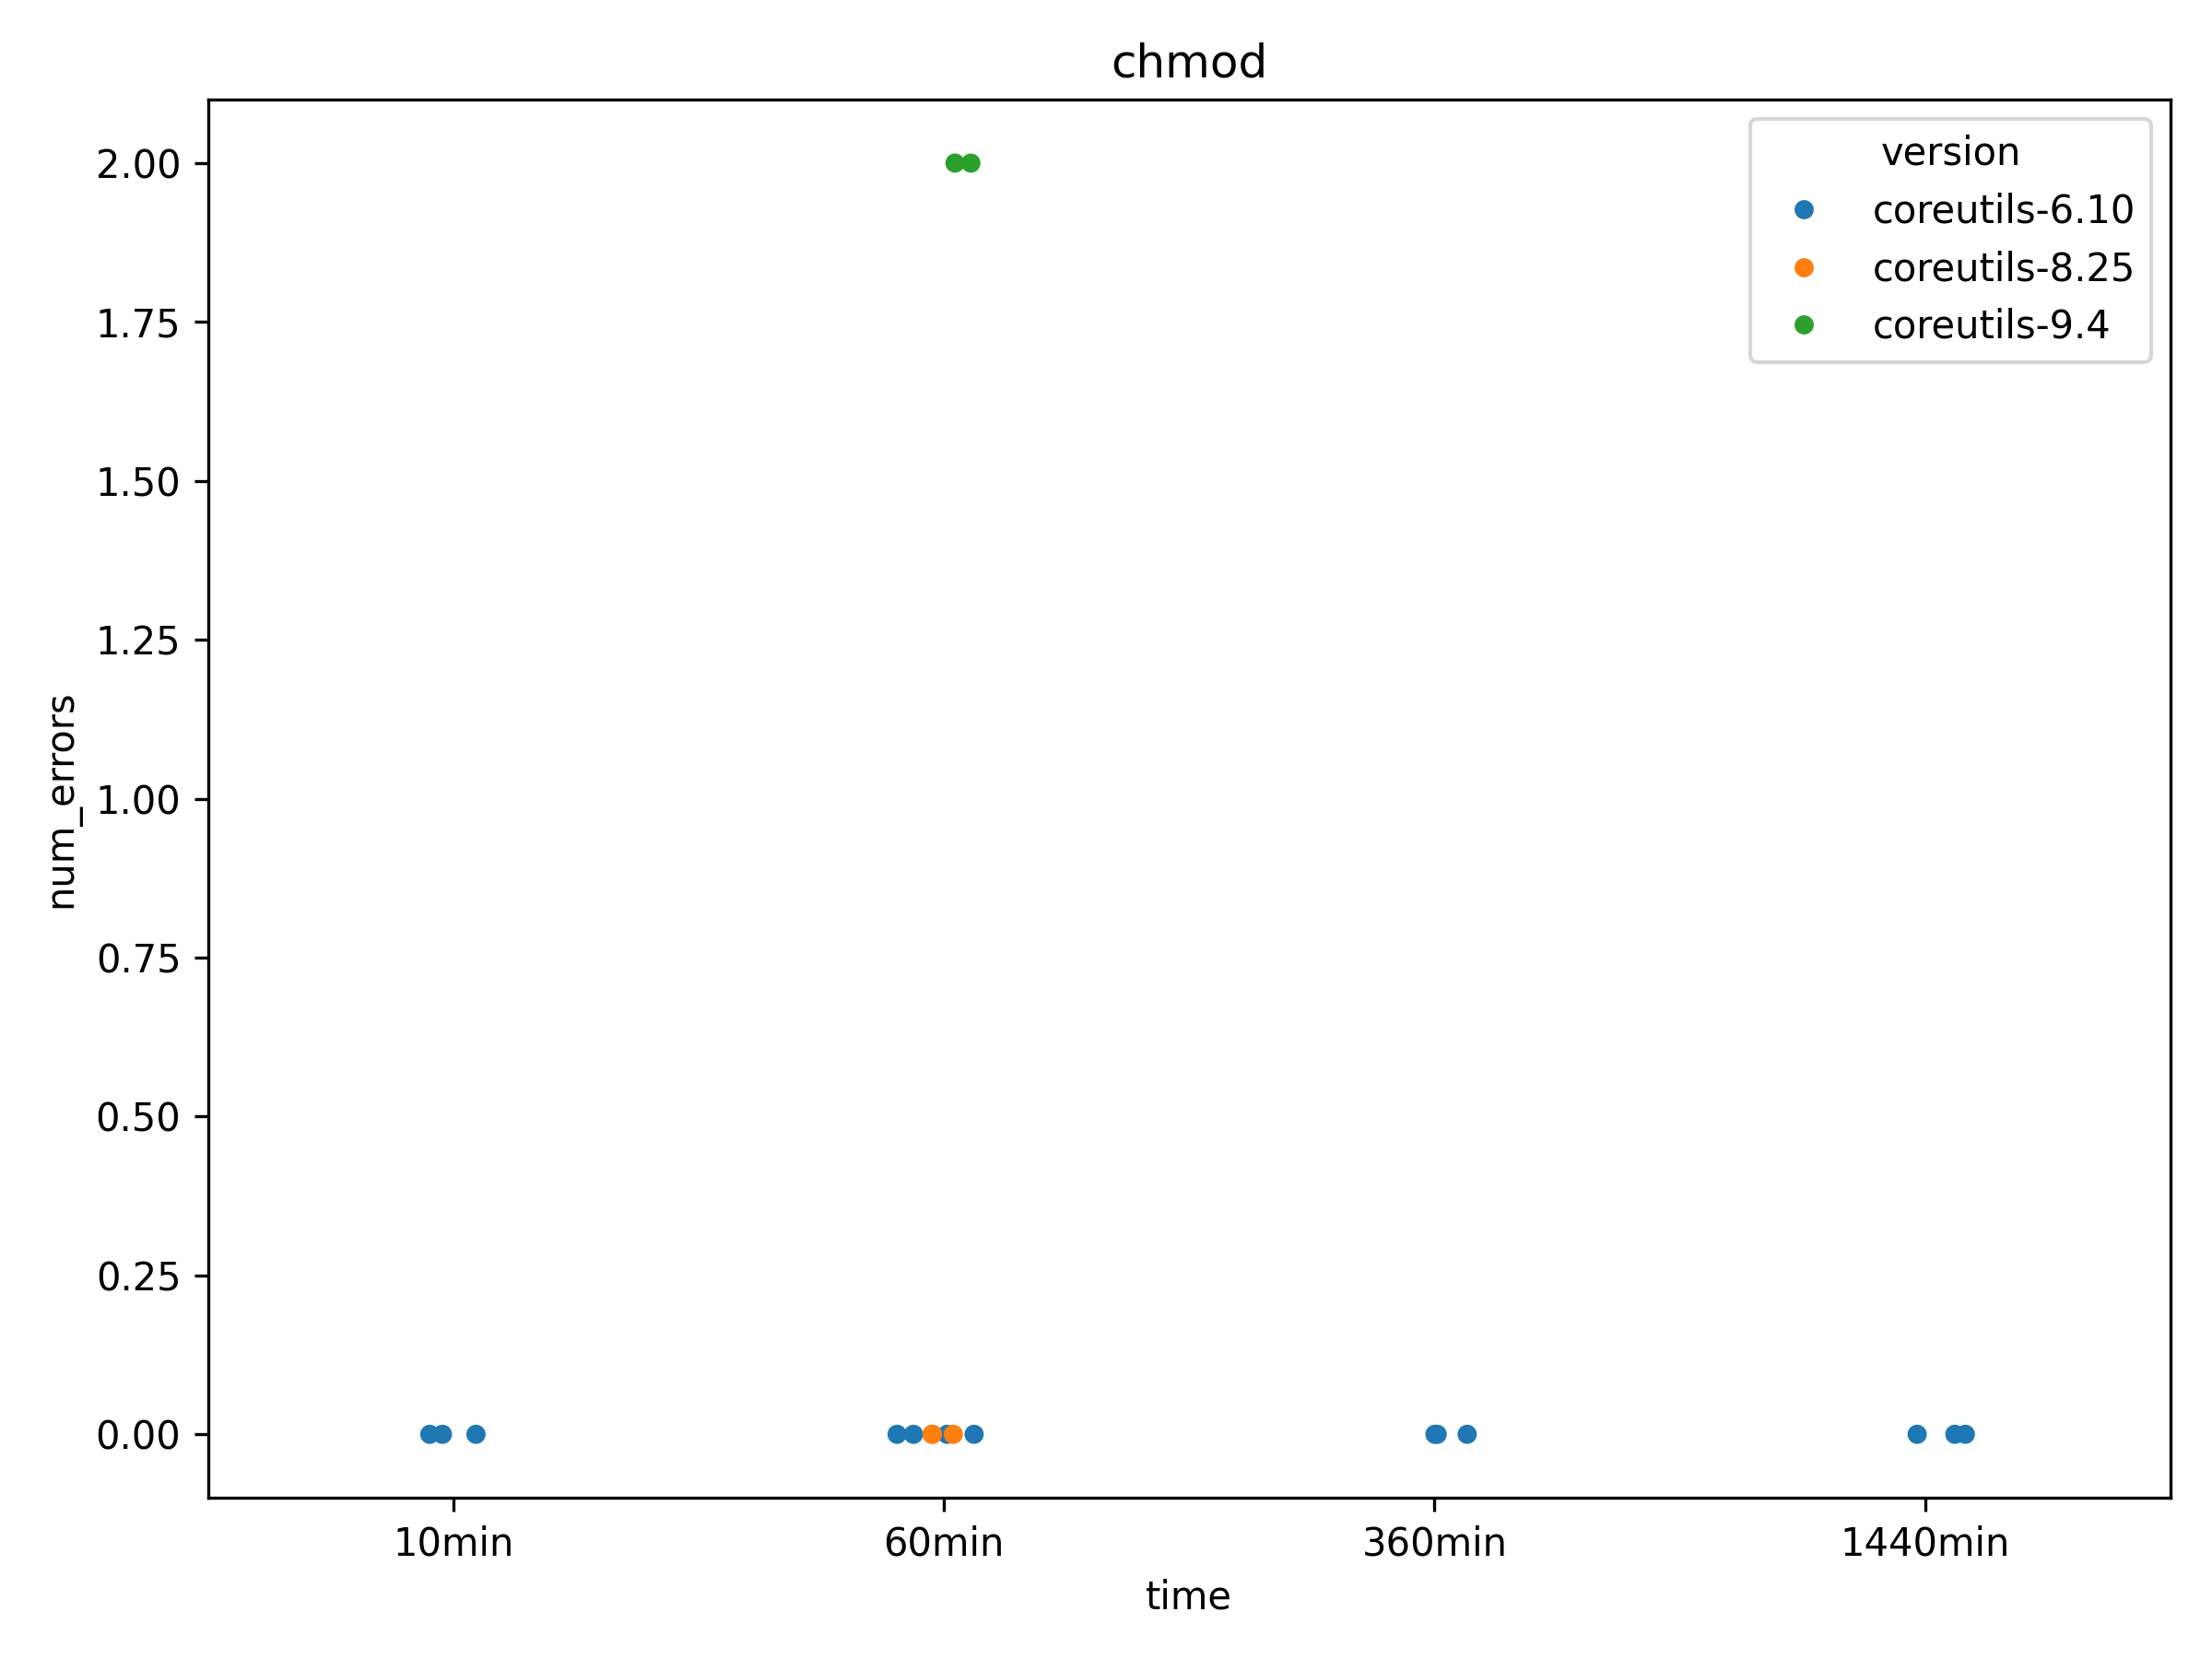 chmod
version
coreutils-6.10
coreutils-8.25
coreutils-9.4
2.00
1.75
1.50
1.25
1.00
0.75
0.50
0.25
0.00
num_errors
10min 60min 360min 1440min
time